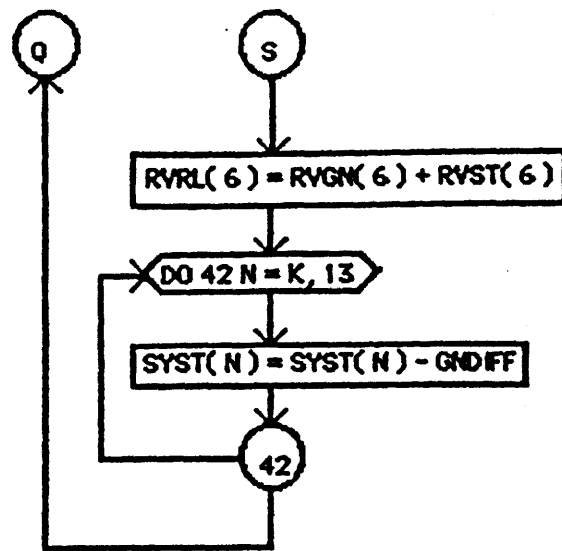 Q
S
RVRL(6) = RVGN(6) + RVST(6)
DO 42 N = K, 13
SYST(N) = SYST(N) - GNDIFF
42